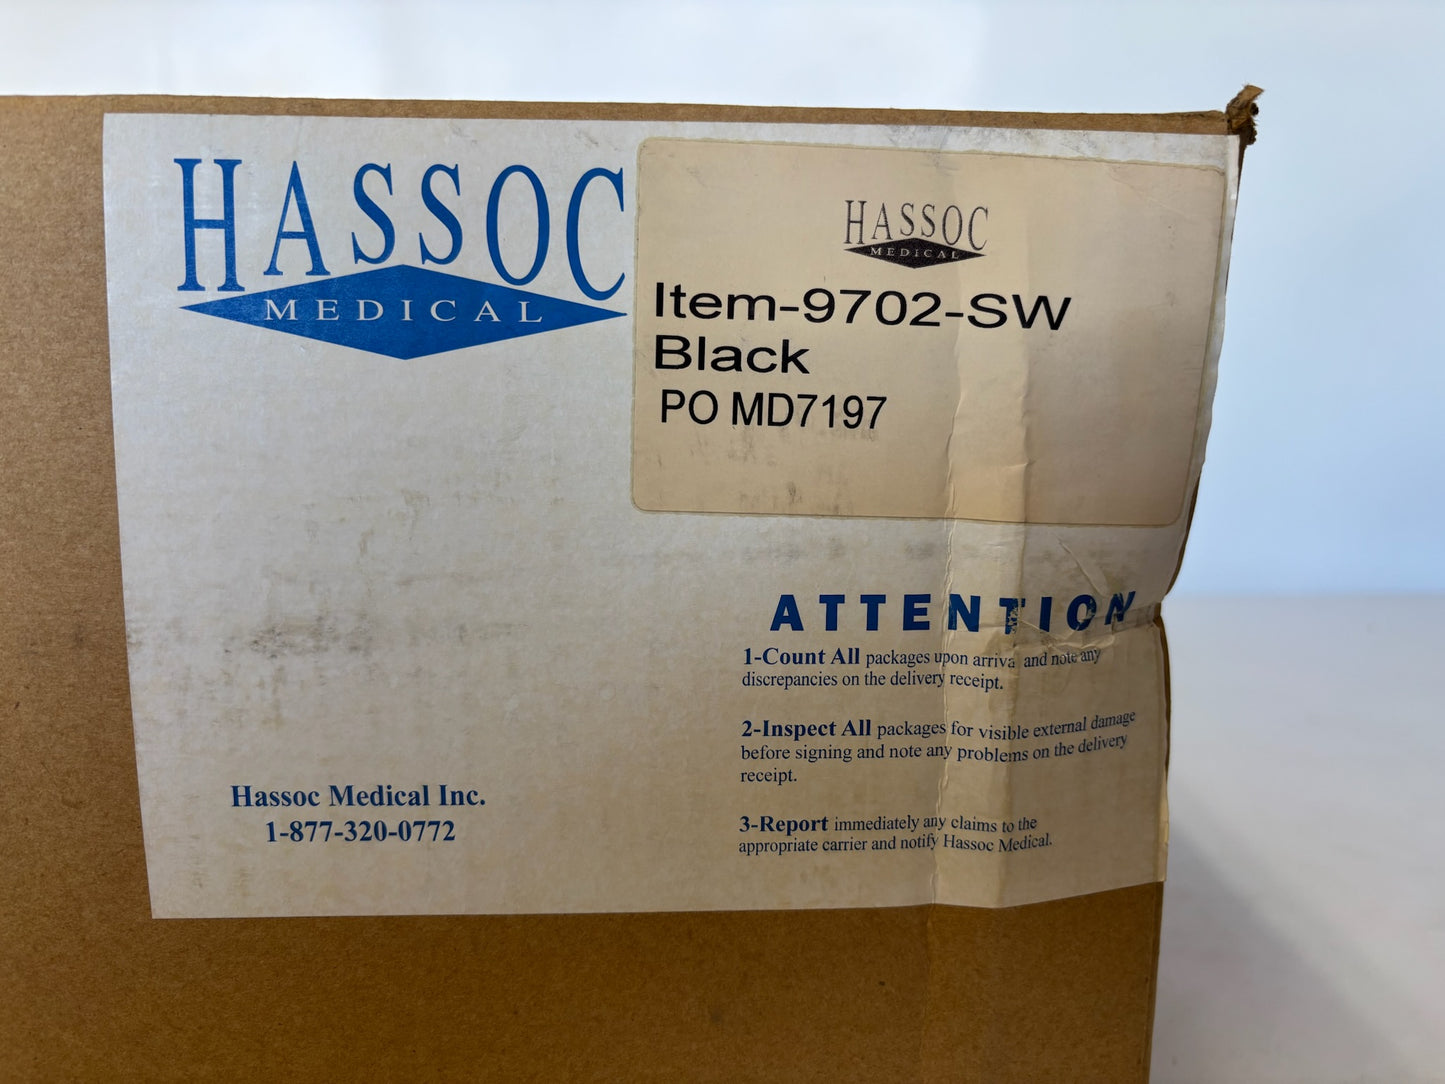 HASSOC
MEDICAL
HASSOC
MEDICAL
Item-9702-SW
Black
PO MD7197
ATTENTION
1-Count All packages upon arriva and note any
discrepancies on the delivery receipt.
2-Inspect All packages for visible external damage
before signing and note any problems on the delivery
receipt.
3-Report immediately any claims to the
appropriate carrier and notify Hassoc Medical.
Hassoc Medical Inc.
1-877-320-0772